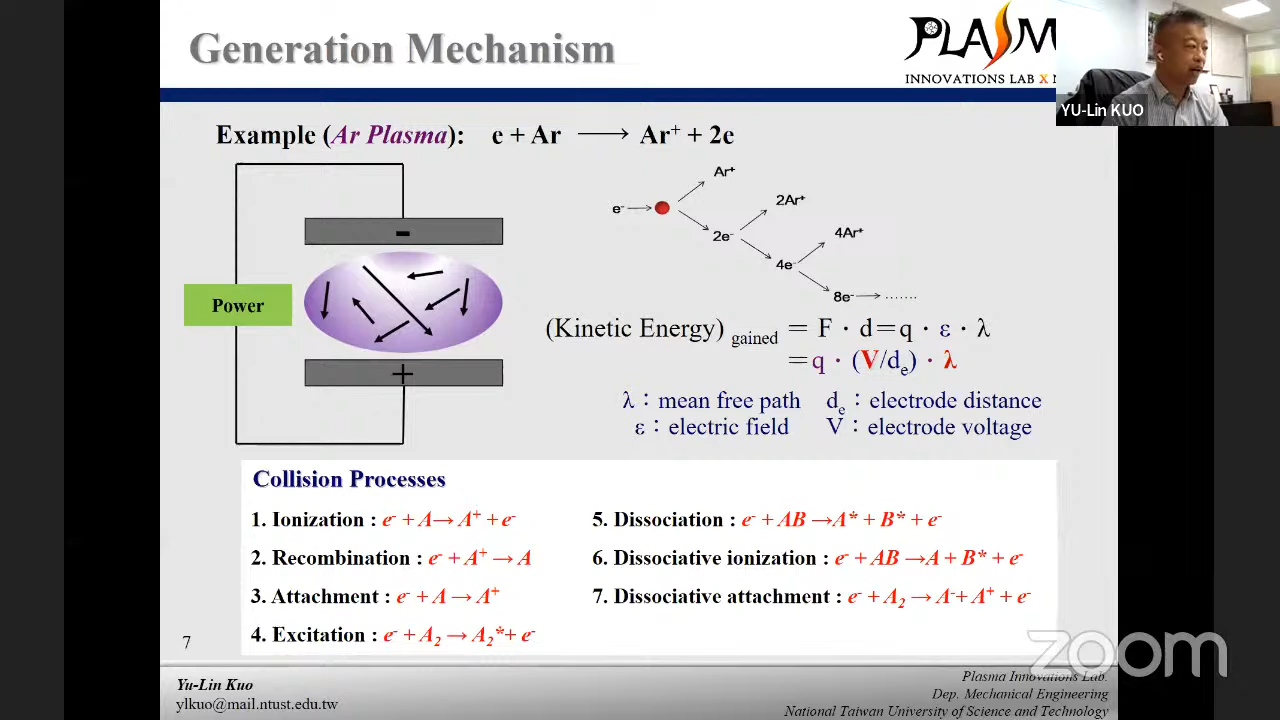 Generation Mechanism
PLASM
INNOVATIONS LAB X N
YU-Lin KUO
Example (Ar Plasma): e + Ar ⟶ Ar⁺ + 2e
Ar⁺
e⁻
2Ar⁺
2e⁻
4Ar⁺
4e⁻
8e⁻ → .......
-
Power
+
(Kinetic Energy) gained = F · d = q · ε · λ
= q · (V/dₑ) · λ
λ : mean free path dₑ : electrode distance
ε : electric field V : electrode voltage
Collision Processes
1. Ionization : e⁻ + A → A⁺ + e⁻
2. Recombination : e⁻ + A⁺ → A
3. Attachment : e⁻ + A → A⁺
4. Excitation : e⁻ + A₂ → A₂*+ e⁻
5. Dissociation : e⁻ + AB → A* + B* + e⁻
6. Dissociative ionization : e⁻ + AB → A + B* + e⁻
7. Dissociative attachment : e⁻ + A₂ → A⁻+ A⁺ + e⁻
7
zoom
Yu-Lin Kuo
ylkuo@mail.ntust.edu.tw
Plasma Innovations Lab.
Dep. Mechanical Engineering
National Taiwan University of Science and Technology